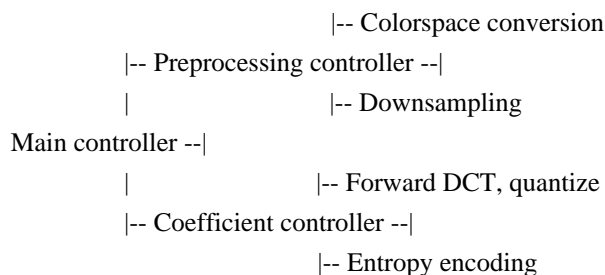 |-- Colorspace conversion
|-- Preprocessing controller --|
| |-- Downsampling
Main controller --|
| |-- Forward DCT, quantize
|-- Coefficient controller --|
|-- Entropy encoding